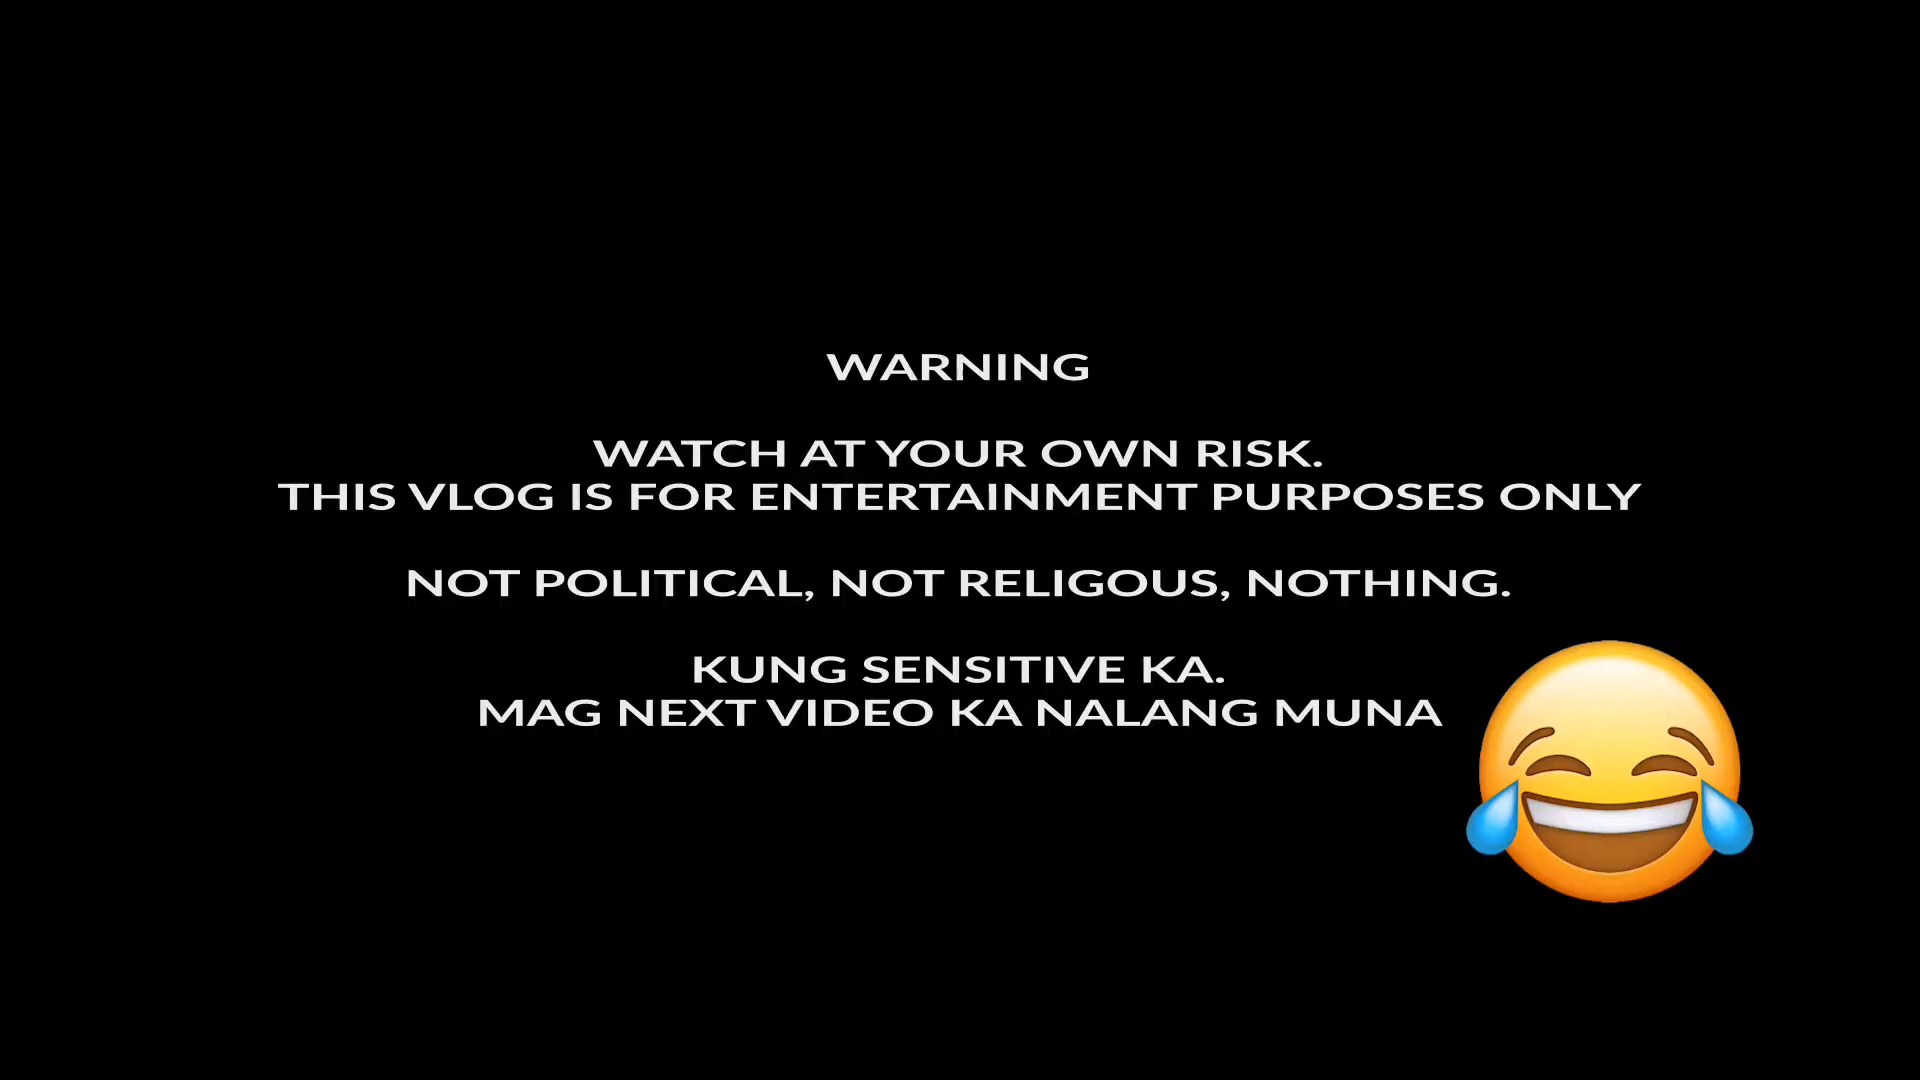 WARNING
WATCH AT YOUR OWN RISK.
THIS VLOG IS FOR ENTERTAINMENT PURPOSES ONLY
NOT POLITICAL, NOT RELIGOUS, NOTHING.
KUNG SENSITIVE KA.
MAG NEXT VIDEO KA NALANG MUNA